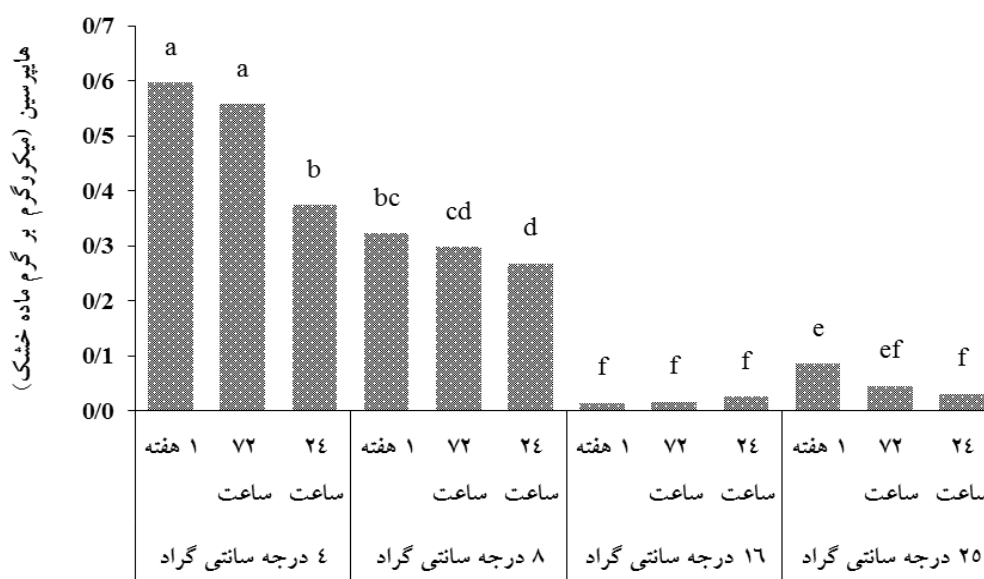 هایپرسین (میکروگرم بر گرم ماده خشک)
0/7
0/6
0/5
0/4
0/3
0/2
0/1
0/0
a
a
b
bc
cd
d
f
f
f
e
ef
f
۱ هفته
۷۲ ساعت
۲٤ ساعت
۱ هفته
۷۲ ساعت
۲٤ ساعت
۱ هفته
۷۲ ساعت
۲٤ ساعت
۱ هفته
۷۲ ساعت
۲٤ ساعت
٤ درجه سانتی گراد
۸ درجه سانتی گراد
۱٦ درجه سانتی گراد
۲٥ درجه سانتی گراد